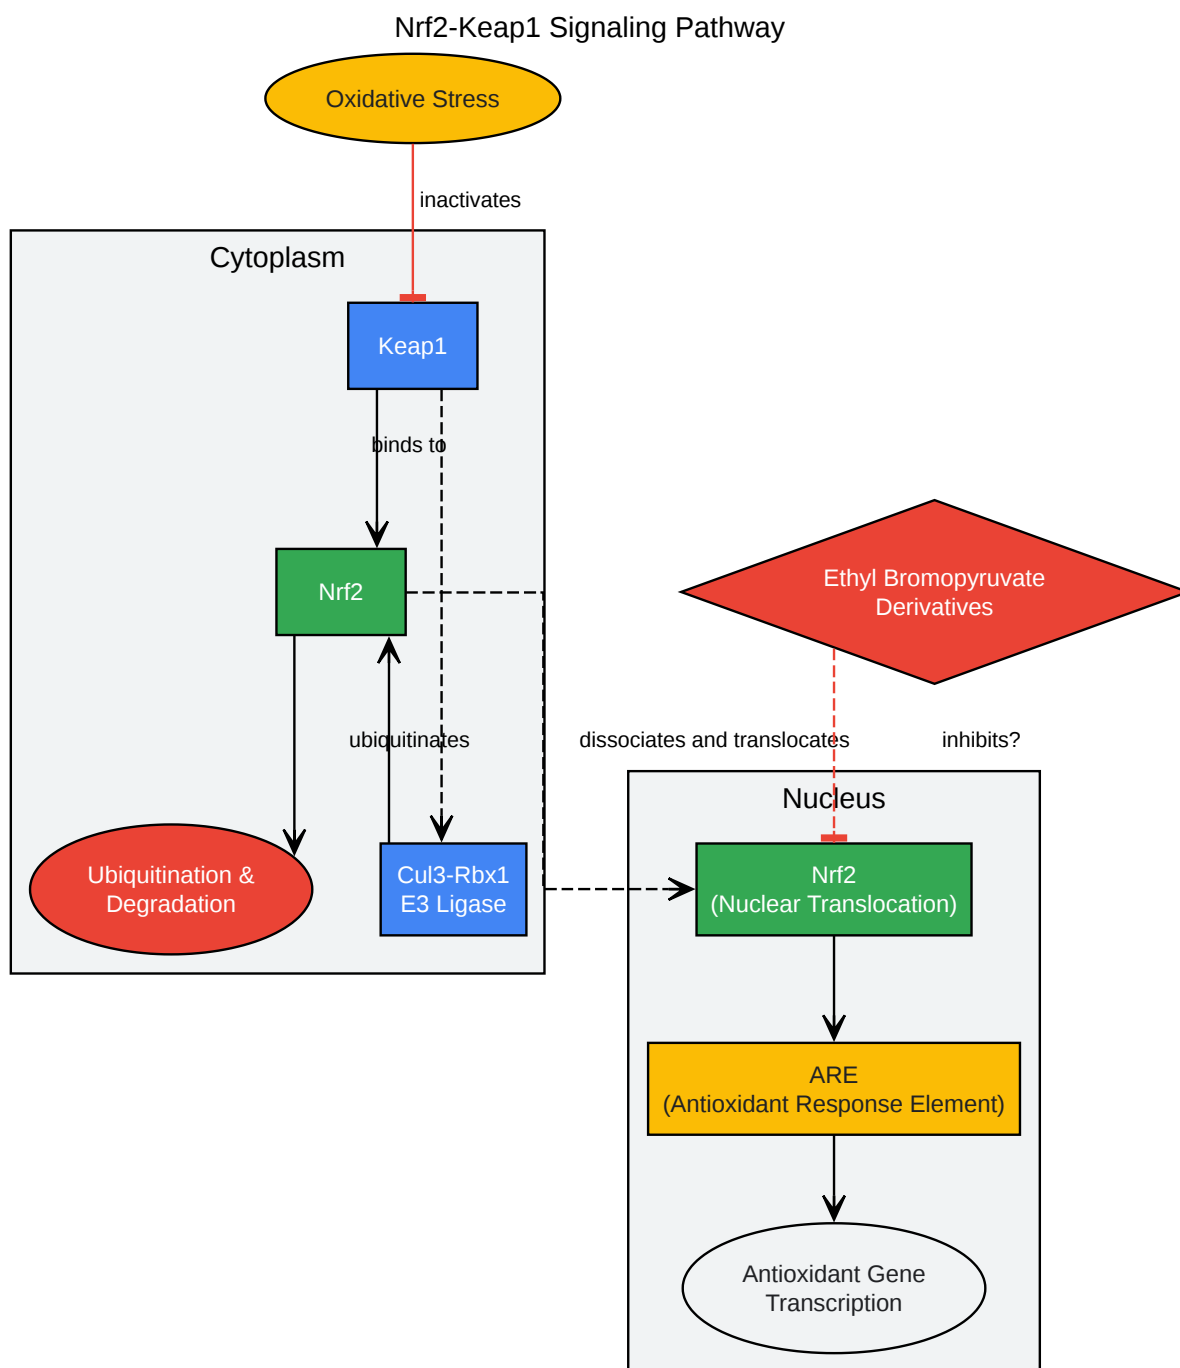 Nrf2-Keap1 Signaling Pathway
Oxidative Stress
inactivates
Cytoplasm
Keap1
binds to
Nrf2
Ethyl Bromopyruvate
Derivatives
ubiquitinates
dissociates and translocates
inhibits?
Nucleus
Ubiquitination &
Degradation
Cul3-Rbx1
E3 Ligase
Nrf2
(Nuclear Translocation)
ARE
(Antioxidant Response Element)
Antioxidant Gene
Transcription